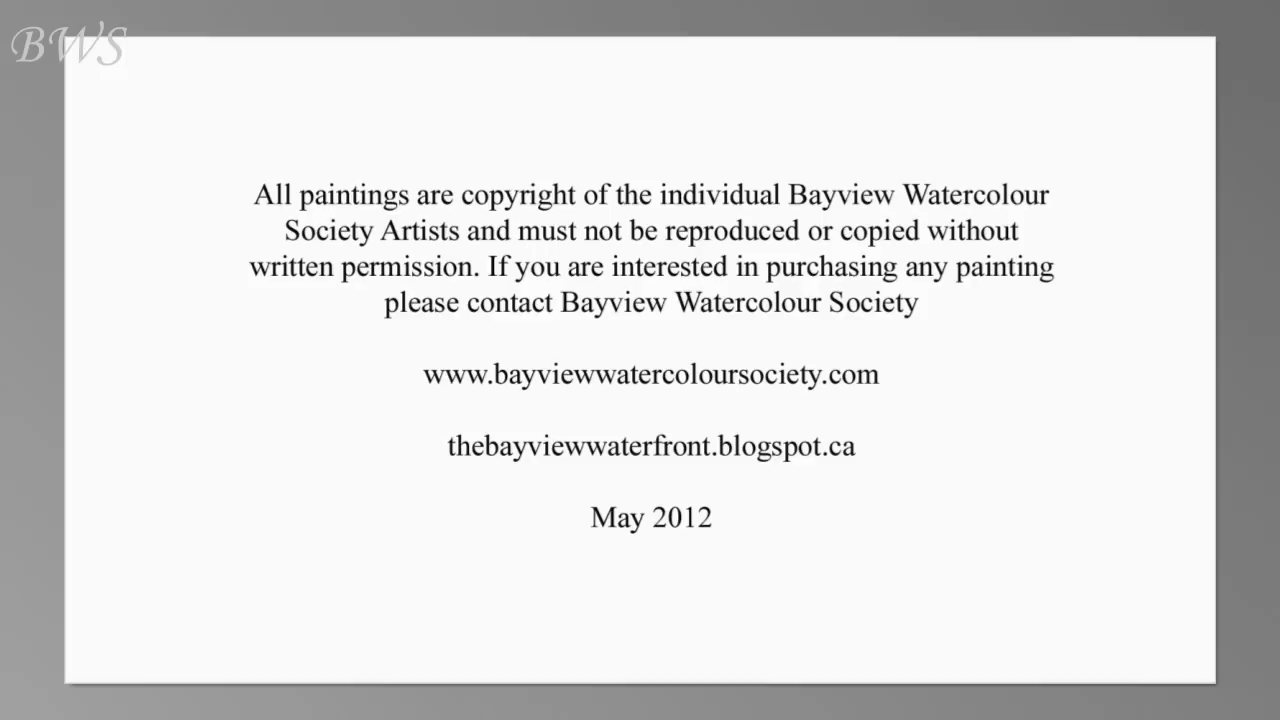 BWS
All paintings are copyright of the individual Bayview Watercolour
Society Artists and must not be reproduced or copied without
written permission. If you are interested in purchasing any painting
please contact Bayview Watercolour Society
www.bayviewwatercoloursociety.com
thebayviewwaterfront.blogspot.ca
May 2012